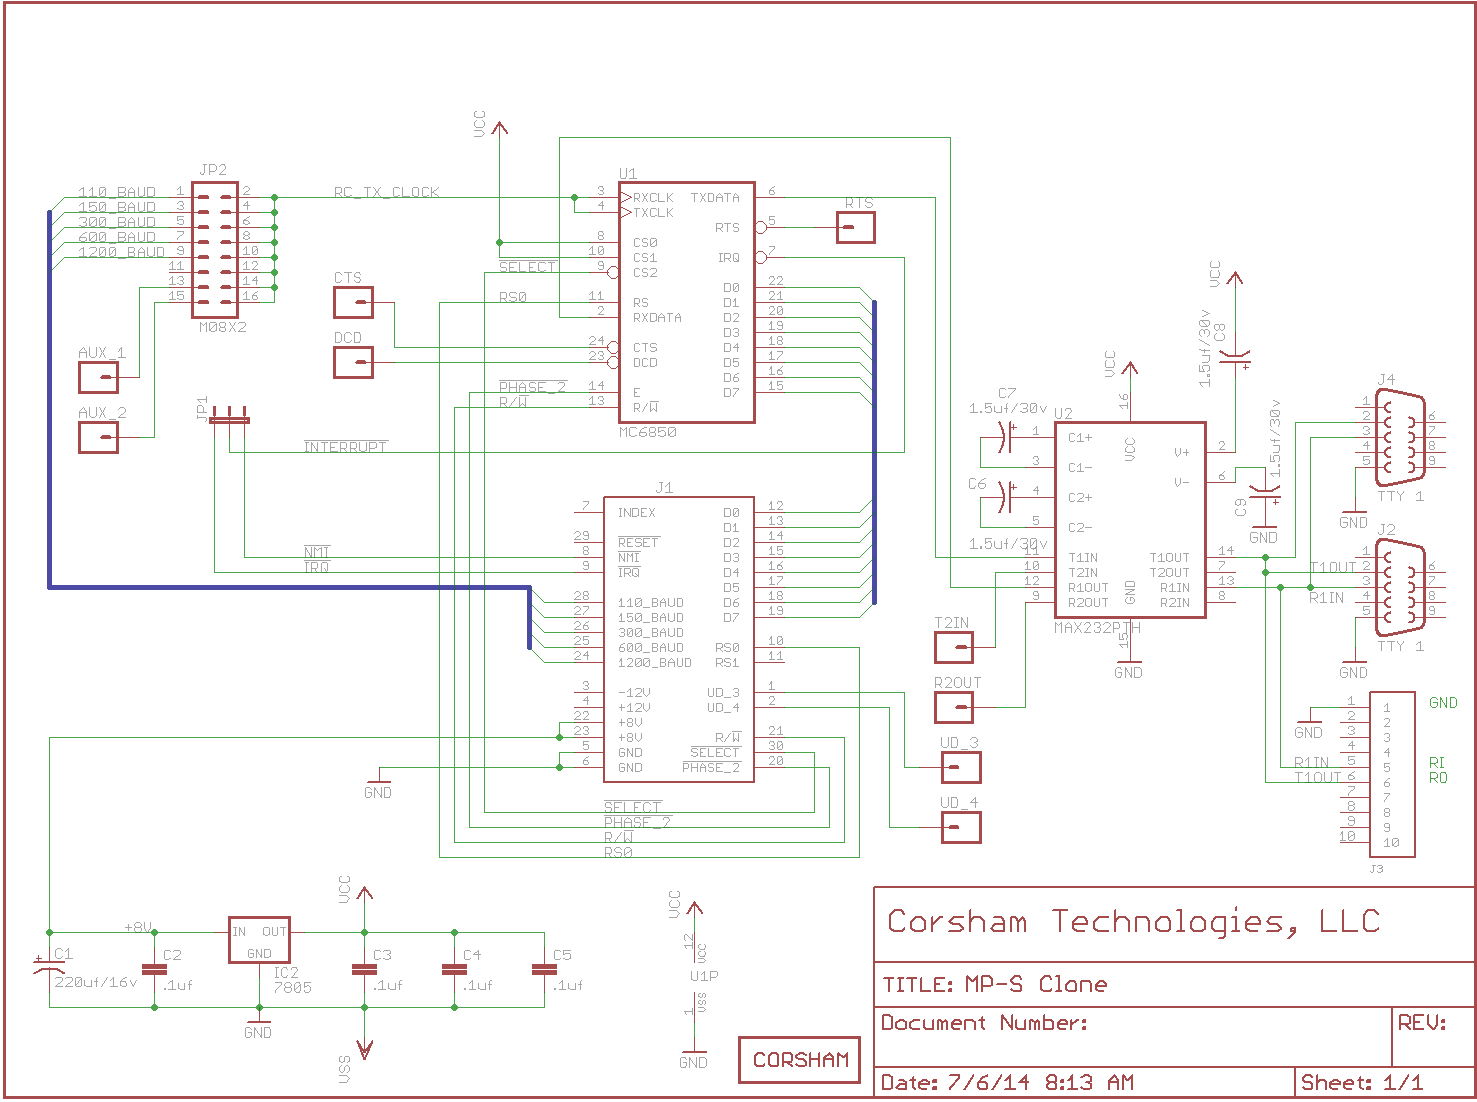 VCC
JP2
110_BAUD 1 2
150_BAUD 3 4
300_BAUD 5 6
600_BAUD 7 8
1200_BAUD 9 10
11 12
13 14
15 16
M08X2
RC_TX_CLOCK
AUX_1
AUX_2
JP1
CTS
DCD
SELECT
RS0
PHASE_2
R/W
INTERRUPT
NMI
IRQ
U1
3 RXCLK TXDATA 6
4 TXCLK
RTS 5
8 CS0
10 CS1 IRQ 7
9 CS2
D0 22
11 RS D1 21
2 RXDATA D2 20
D3 19
24 CTS D4 18
23 DCD D5 17
D6 16
14 E D7 15
13 R/W
MC6850
RTS
J1
7 INDEX D0 12
D1 13
29 RESET D2 14
8 NMI D3 15
9 IRQ D4 16
D5 17
28 110_BAUD D6 18
27 150_BAUD D7 19
26 300_BAUD
25 600_BAUD RS0 10
24 1200_BAUD RS1 11
3 -12V UD_3 1
4 +12V UD_4 2
22 +8V
23 +8V R/W 21
5 GND SELECT 30
6 GND PHASE_2 20
GND
SELECT
PHASE_2
R/W
RS0
VCC
C8
1.5uf/30v
+
VCC
16
C7
1.5uf/30v
+
C6
+
1.5uf/30v
U2
1 C1+ VCC V+ 2
3 C1- V- 6
4 C2+
5 C2-
11 T1IN T1OUT 14
10 T2IN T2OUT 7
12 R1OUT GND R1IN 13
9 R2OUT R2IN 8
MAX232PTH
15
GND
1.5uf/30v
C9
+
GND
T2IN
R2OUT
UD_3
UD_4
J4
1
2 6
3 7
4 8
5 9
TTY 1
GND
J2
T1OUT
R1IN
1
2 6
3 7
4 8
5 9
TTY 1
GND
1 1 GND
GND 2 2
3 3
4 4
R1IN 5 5 RI
T1OUT 6 6 RO
7 7
8 8
9 9
10 10
J3
+8V
C1
+
220uf/16v
C2
.1uf
IN OUT
GND
IC2
7805
GND
VCC
C3
.1uf
C4
.1uf
C5
.1uf
VSS
VCC
12
VCC
U1P
VSS
1
GND
CORSHAM
Corsham Technologies, LLC
TITLE: MP-S Clone
Document Number:
REV:
Date: 7/6/14 8:13 AM
Sheet: 1/1